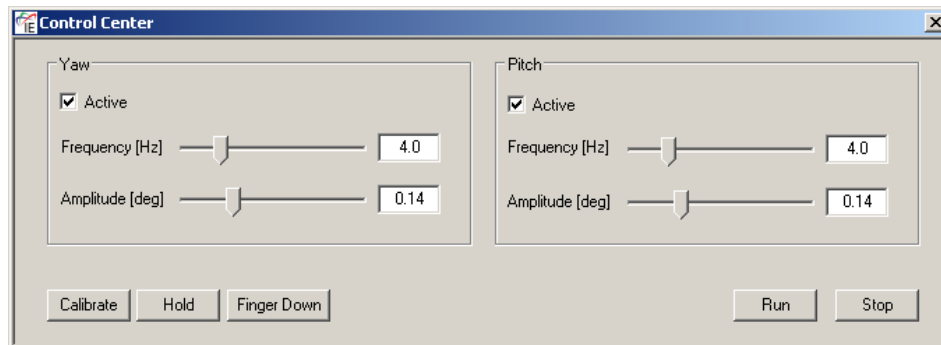 IE Control Center
Yaw
Active
Frequency [Hz] 4.0
Amplitude [deg] 0.14
Pitch
Active
Frequency [Hz] 4.0
Amplitude [deg] 0.14
Calibrate Hold Finger Down Run Stop